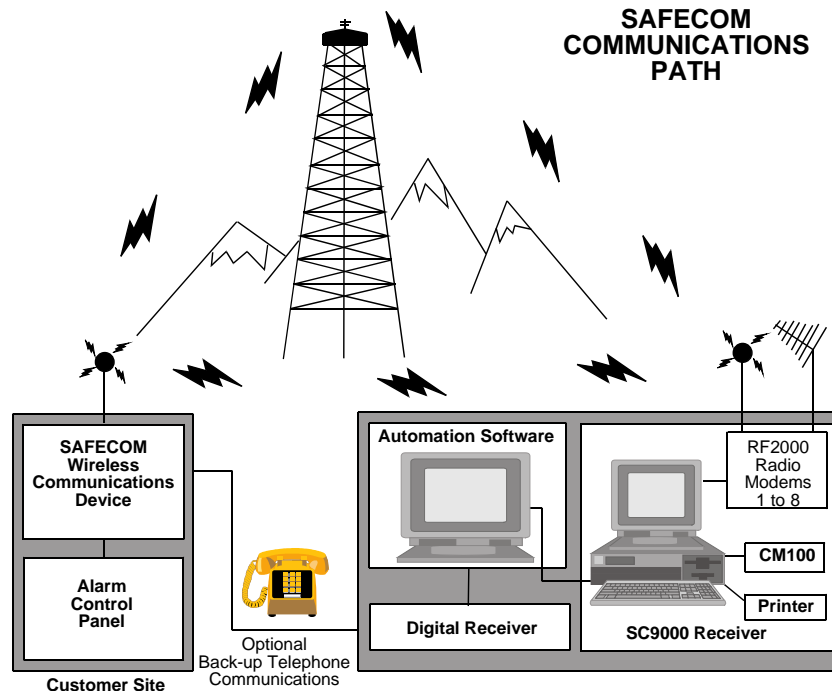 SAFECOM
COMMUNICATIONS
PATH
SAFECOM
Wireless
Communications
Device
Alarm
Control
Panel
Customer Site
Optional
Back-up Telephone
Communications
Automation Software
Digital Receiver
SC9000 Receiver
RF2000
Radio
Modems
1 to 8
CM100
Printer